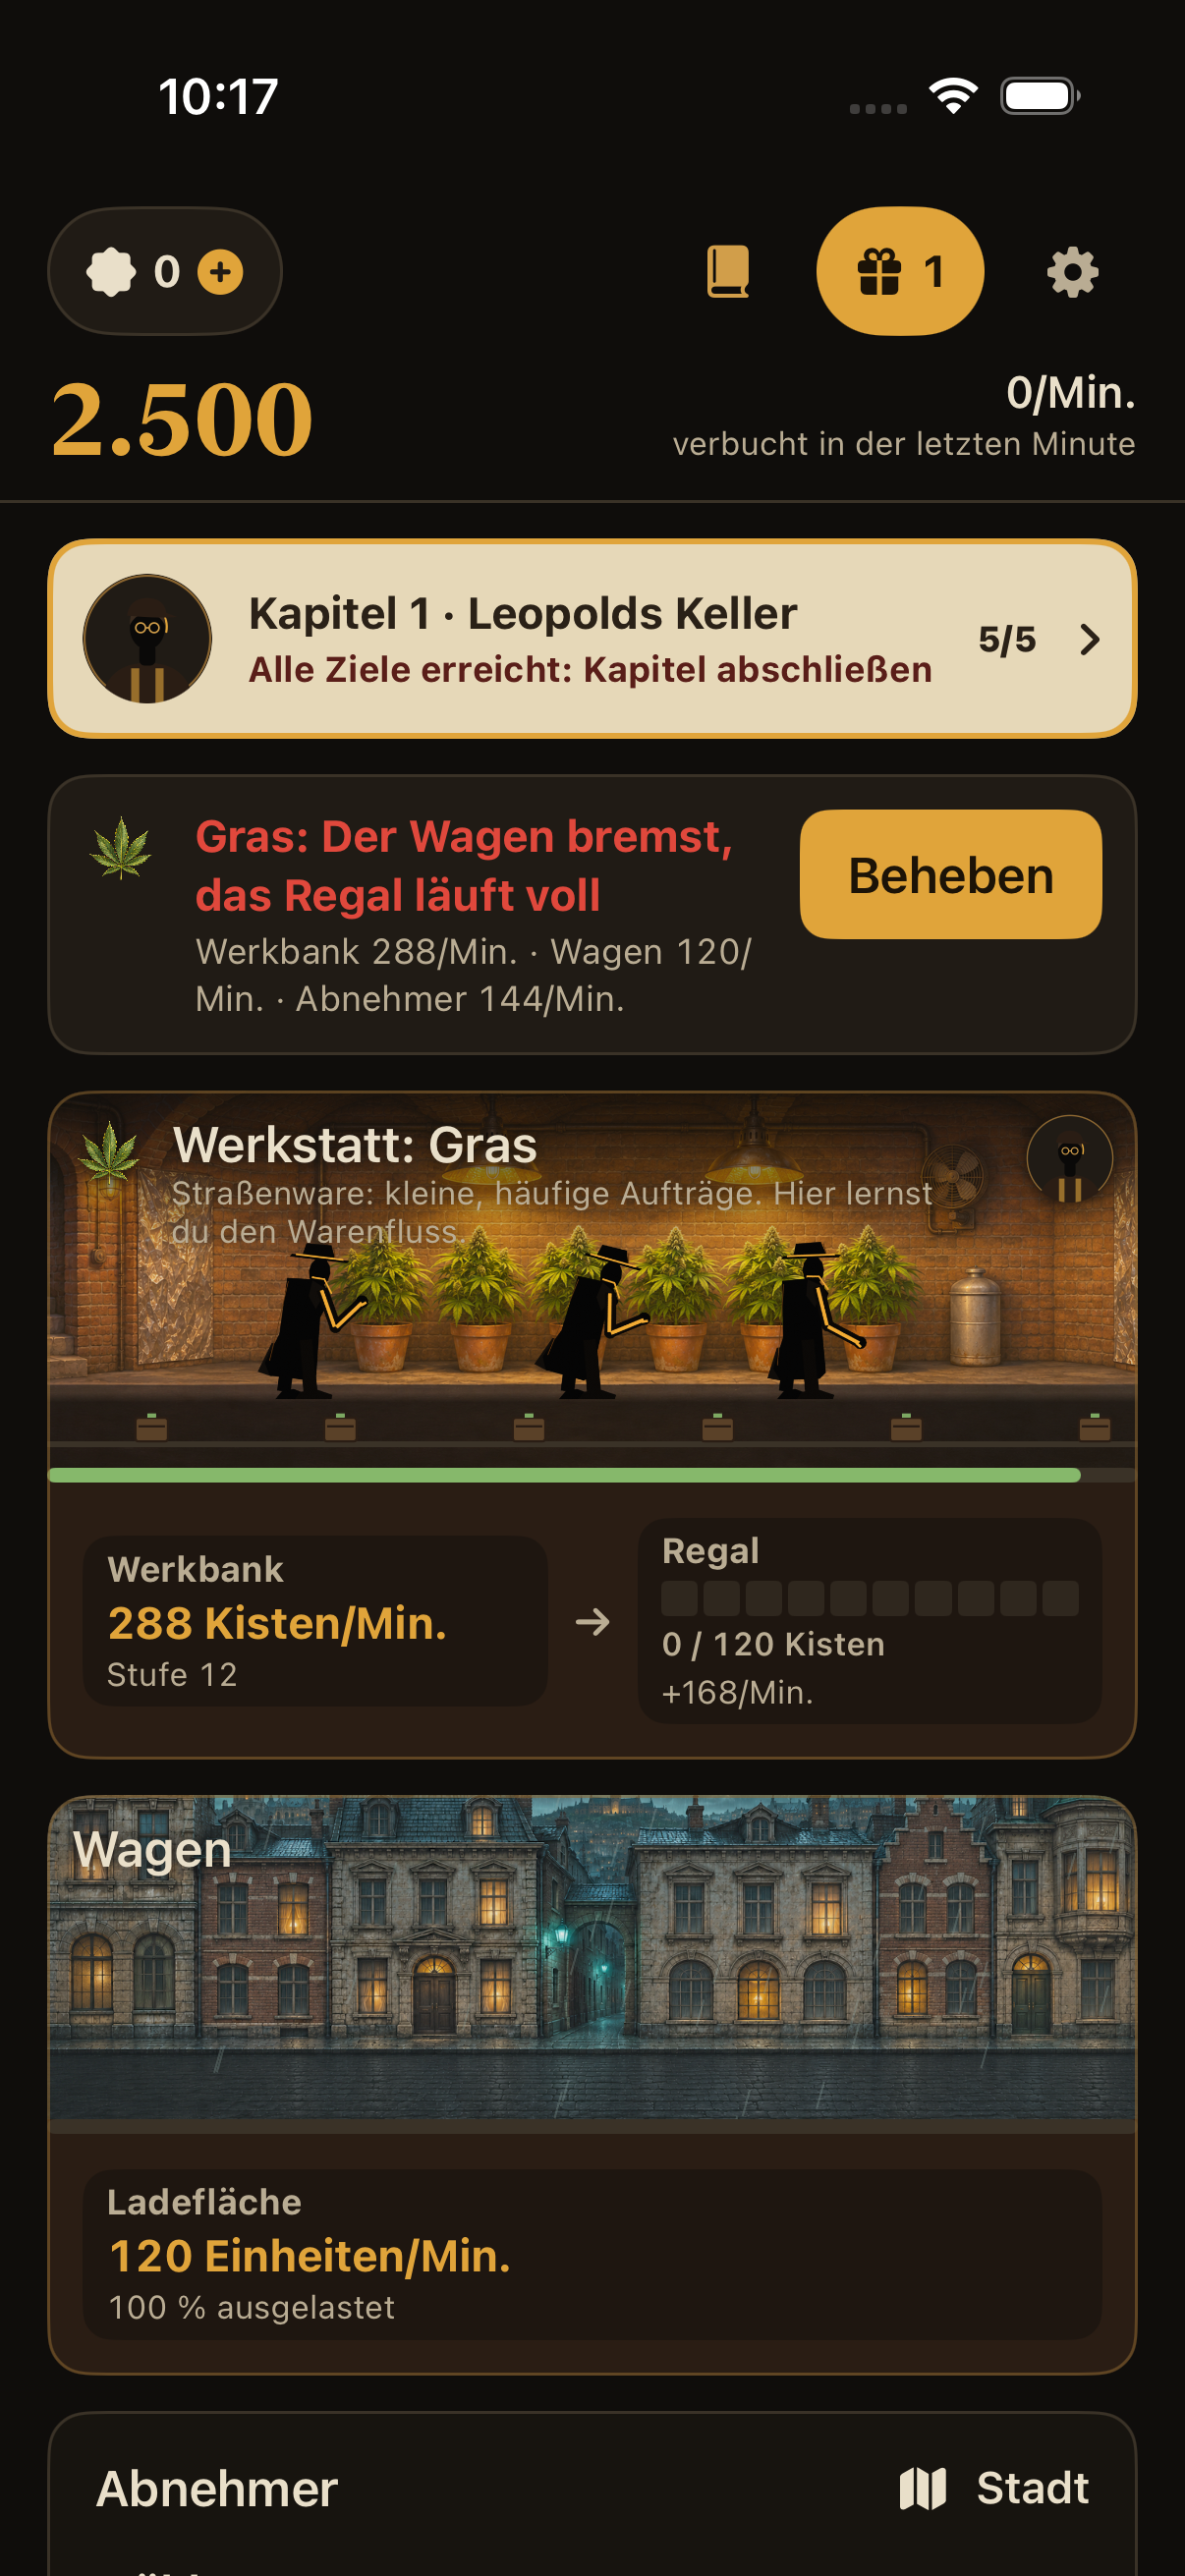 10:17
0
1
2.500
0/Min.
verbucht in der letzten Minute
Kapitel 1 · Leopolds Keller
Alle Ziele erreicht: Kapitel abschließen
5/5
Gras: Der Wagen bremst,
das Regal läuft voll
Beheben
Werkbank 288/Min. · Wagen 120/
Min. · Abnehmer 144/Min.
Werkstatt: Gras
Straßenware: kleine, häufige Aufträge. Hier lernst
du den Warenfluss.
Werkbank
288 Kisten/Min.
Stufe 12
Regal
0 / 120 Kisten
+168/Min.
Wagen
Ladefläche
120 Einheiten/Min.
100 % ausgelastet
Abnehmer
Stadt